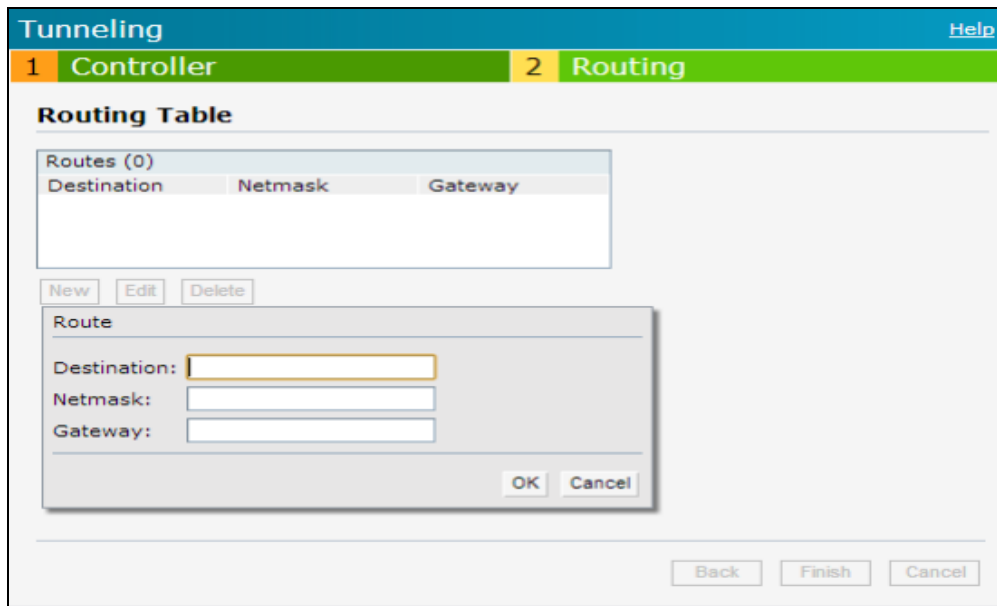 Tunneling Help
1 Controller 2 Routing
Routing Table
Routes (0)
Destination Netmask Gateway
New Edit Delete
Route
Destination:
Netmask:
Gateway:
OK Cancel
Back Finish Cancel